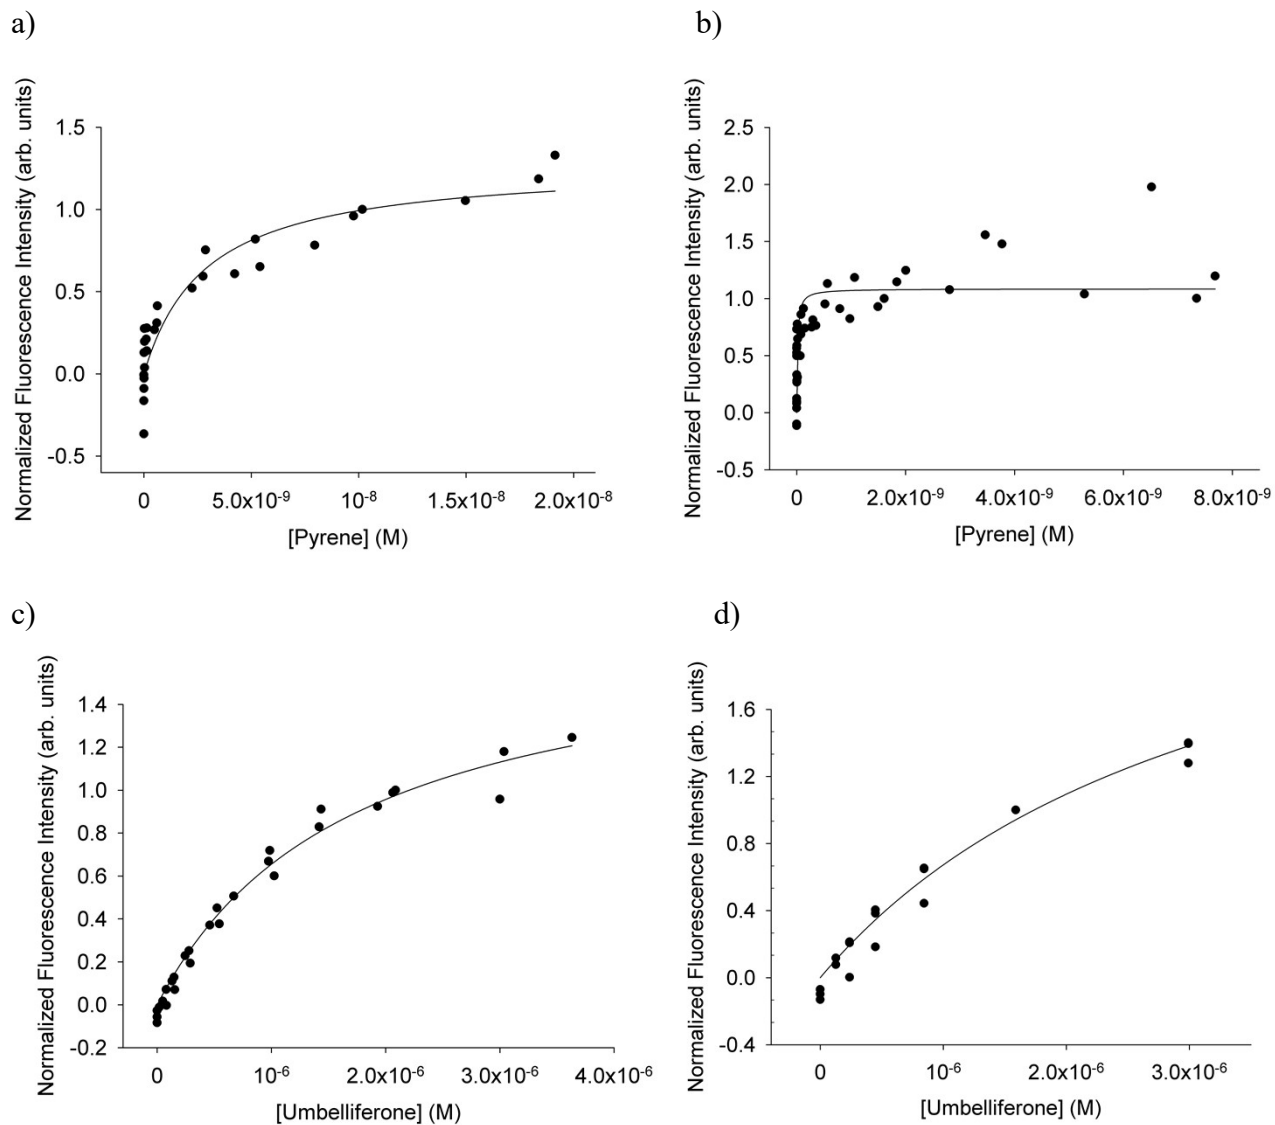 a)
Normalized Fluorescence Intensity (arb. units)
1.5
1.0
0.5
0.0
-0.5
0
5.0x10⁻⁹
10⁻⁸
1.5x10⁻⁸
2.0x10⁻⁸
[Pyrene] (M)
b)
Normalized Fluorescence Intensity (arb. units)
2.5
2.0
1.5
1.0
0.5
0.0
-0.5
0
2.0x10⁻⁹
4.0x10⁻⁹
6.0x10⁻⁹
8.0x10⁻⁹
[Pyrene] (M)
c)
Normalized Fluorescence Intensity (arb. units)
1.4
1.2
1.0
0.8
0.6
0.4
0.2
0.0
-0.2
0
10⁻⁶
2.0x10⁻⁶
3.0x10⁻⁶
4.0x10⁻⁶
[Umbelliferone] (M)
d)
Normalized Fluorescence Intensity (arb. units)
1.6
1.2
0.8
0.4
0.0
-0.4
0
10⁻⁶
2.0x10⁻⁶
3.0x10⁻⁶
[Umbelliferone] (M)